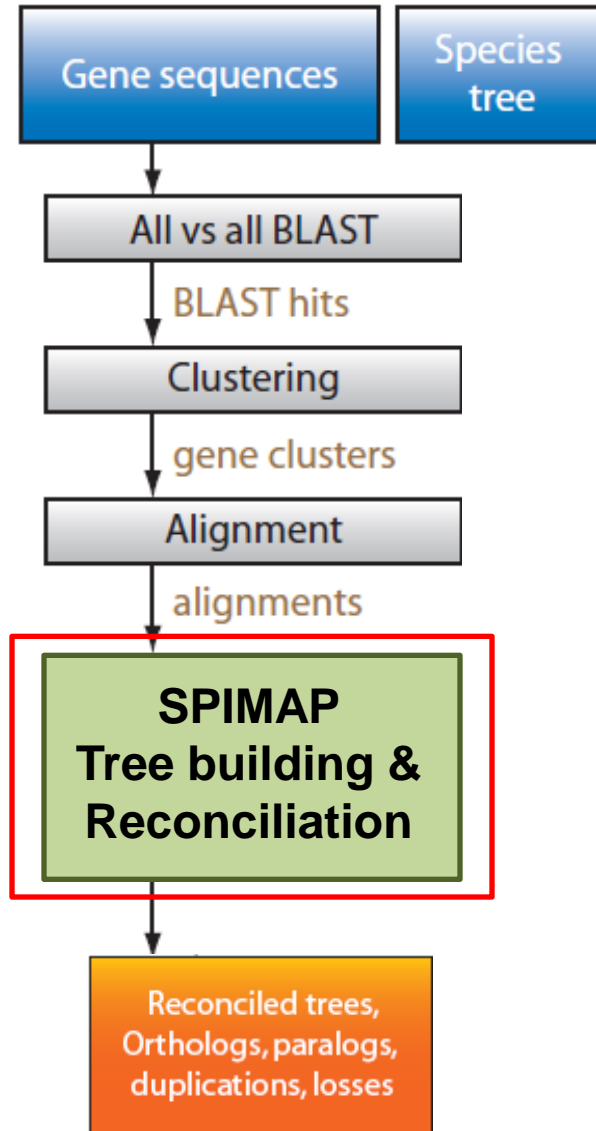 Gene sequences
Species
tree
All vs all BLAST
BLAST hits
Clustering
gene clusters
Alignment
alignments
SPIMAP
Tree building &
Reconciliation
Reconciled trees,
Orthologs, paralogs,
duplications, losses